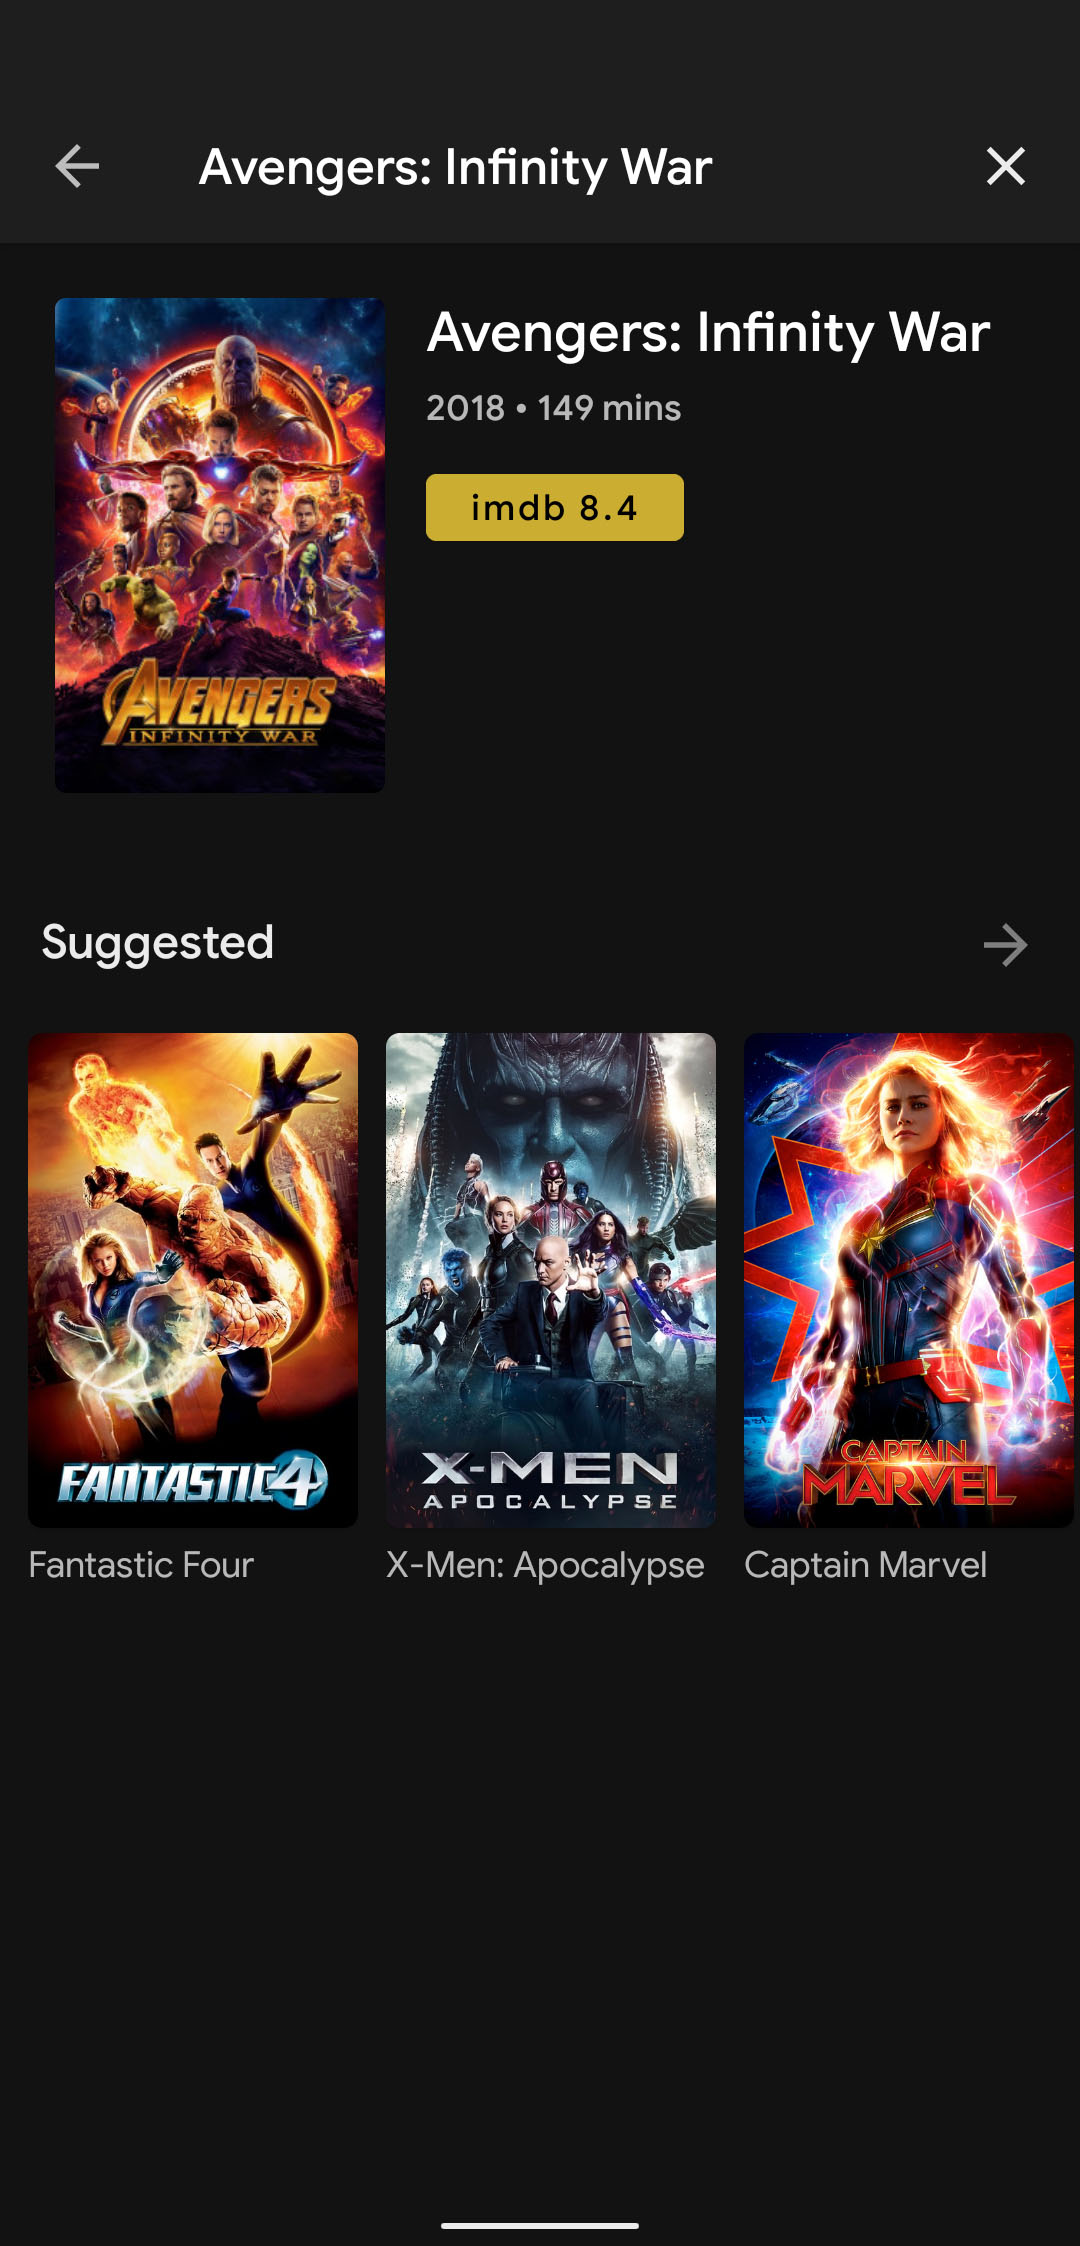 Avengers: Infinity War
Avengers: Infinity War
2018 • 149 mins
imdb 8.4
AVENGERS
INFINITY WAR
Suggested
FANTASTIC 4
X-MEN
APOCALYPSE
CAPTAIN
MARVEL
Fantastic Four
X-Men: Apocalypse
Captain Marvel